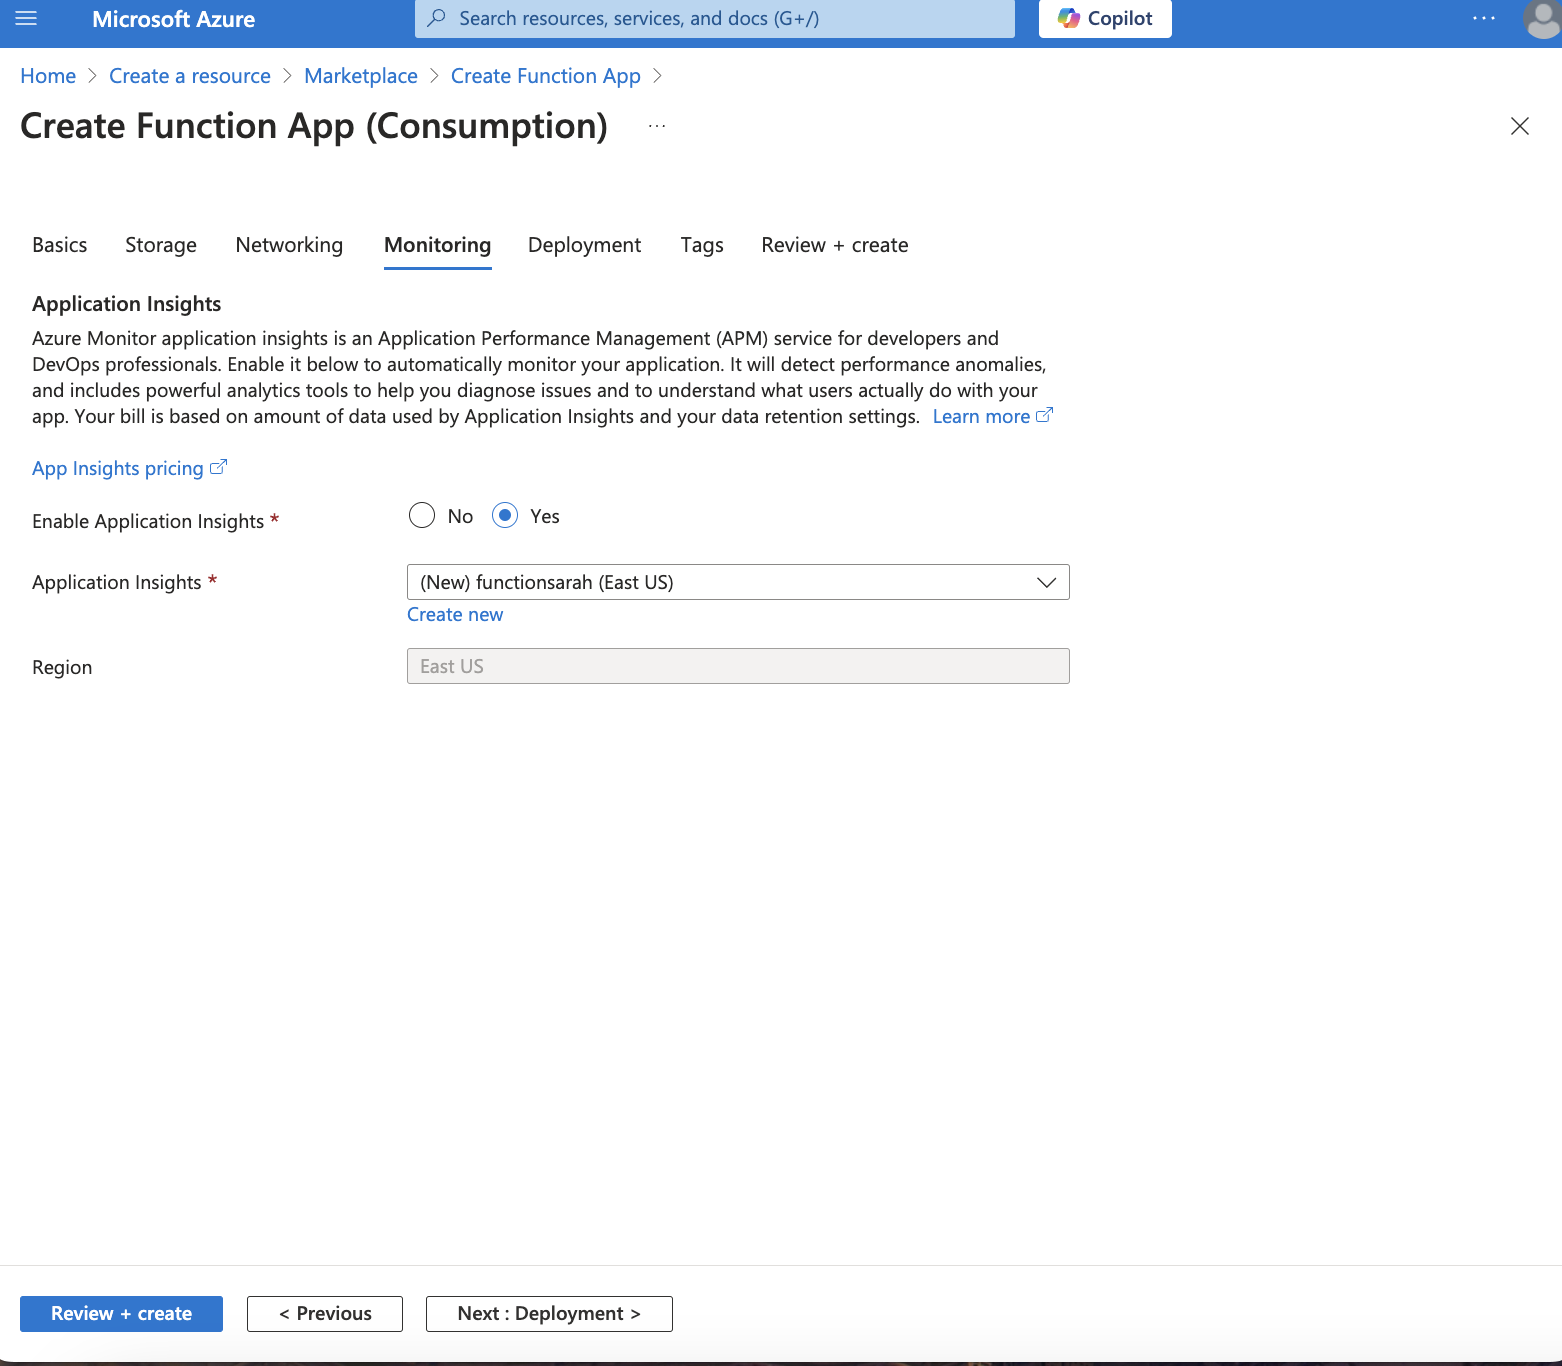 Microsoft Azure
Search resources, services, and docs (G+/)
Copilot
Home > Create a resource > Marketplace > Create Function App >
Create Function App (Consumption) ...
Basics Storage Networking Monitoring Deployment Tags Review + create
Application Insights
Azure Monitor application insights is an Application Performance Management (APM) service for developers and
DevOps professionals. Enable it below to automatically monitor your application. It will detect performance anomalies,
and includes powerful analytics tools to help you diagnose issues and to understand what users actually do with your
app. Your bill is based on amount of data used by Application Insights and your data retention settings. Learn more
App Insights pricing
Enable Application Insights *
No Yes
Application Insights *
(New) functionsarah (East US)
Create new
Region
East US
Review + create
< Previous
Next : Deployment >